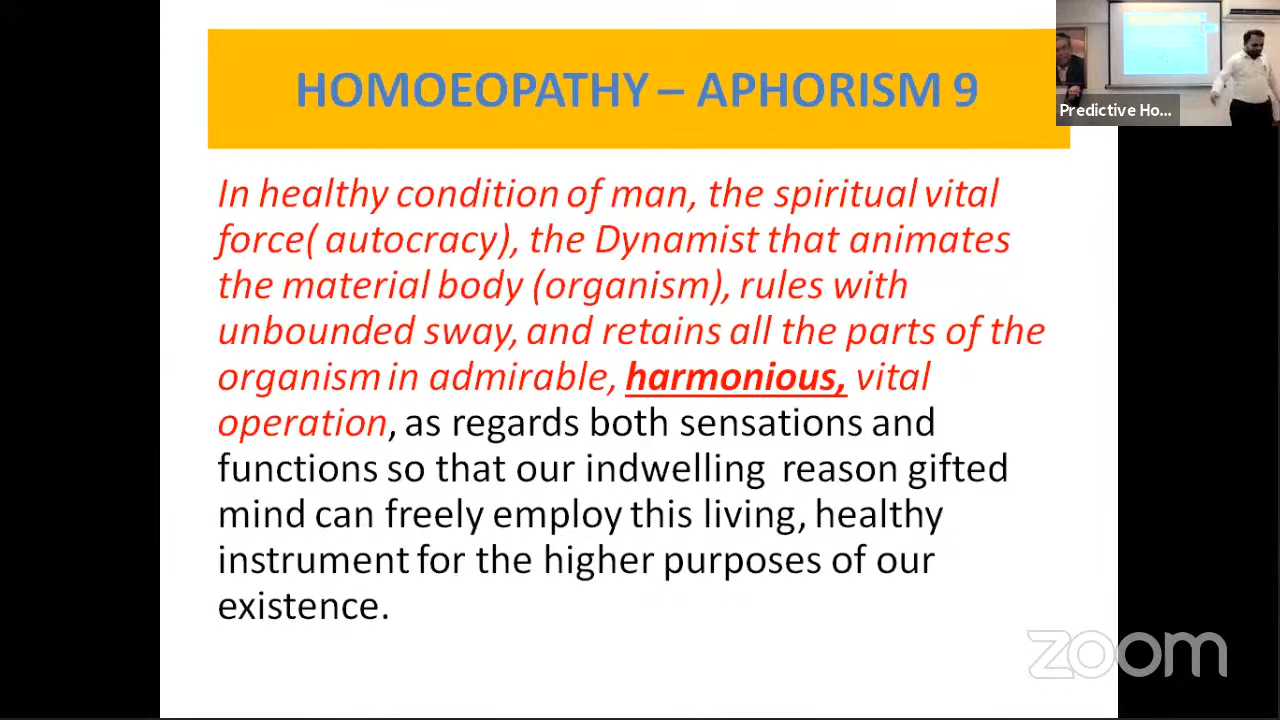 HOMOEOPATHY – APHORISM 9
Predictive Ho...
In healthy condition of man, the spiritual vital
force( autocracy), the Dynamist that animates
the material body (organism), rules with
unbounded sway, and retains all the parts of the
organism in admirable, harmonious, vital
operation, as regards both sensations and
functions so that our indwelling  reason gifted
mind can freely employ this living, healthy
instrument for the higher purposes of our
existence.
zoom